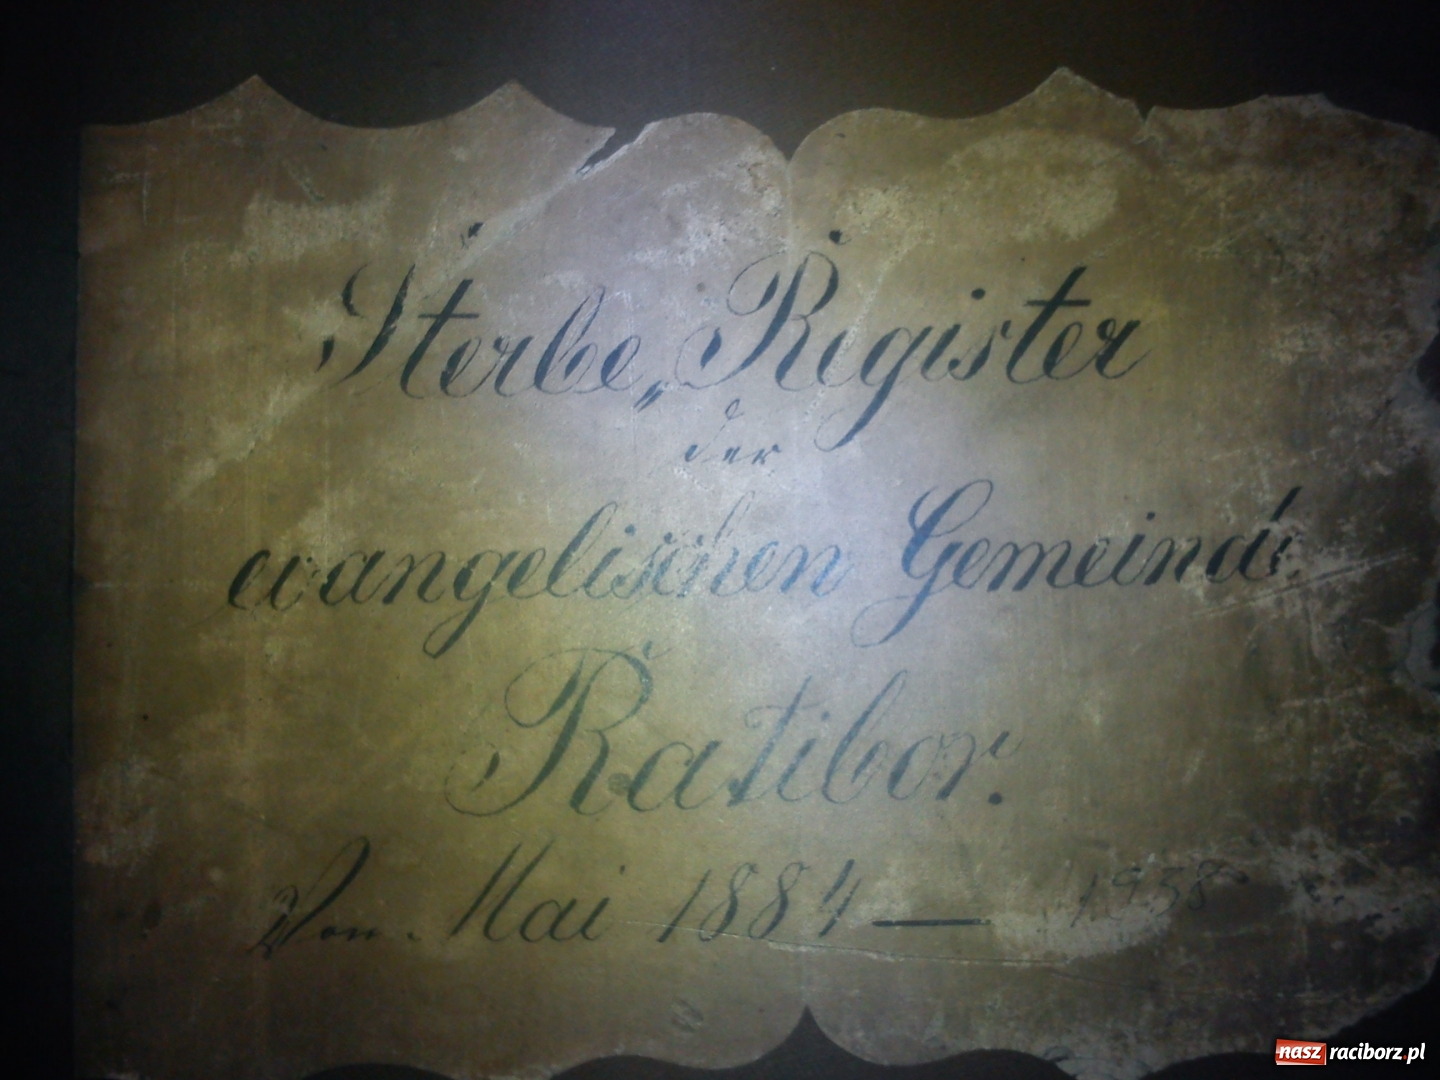 Sterbe„Register
der
evangelischen Gemeinde
Ratibor.
Von Mai 1884 — 1938
nasz raciborz.pl